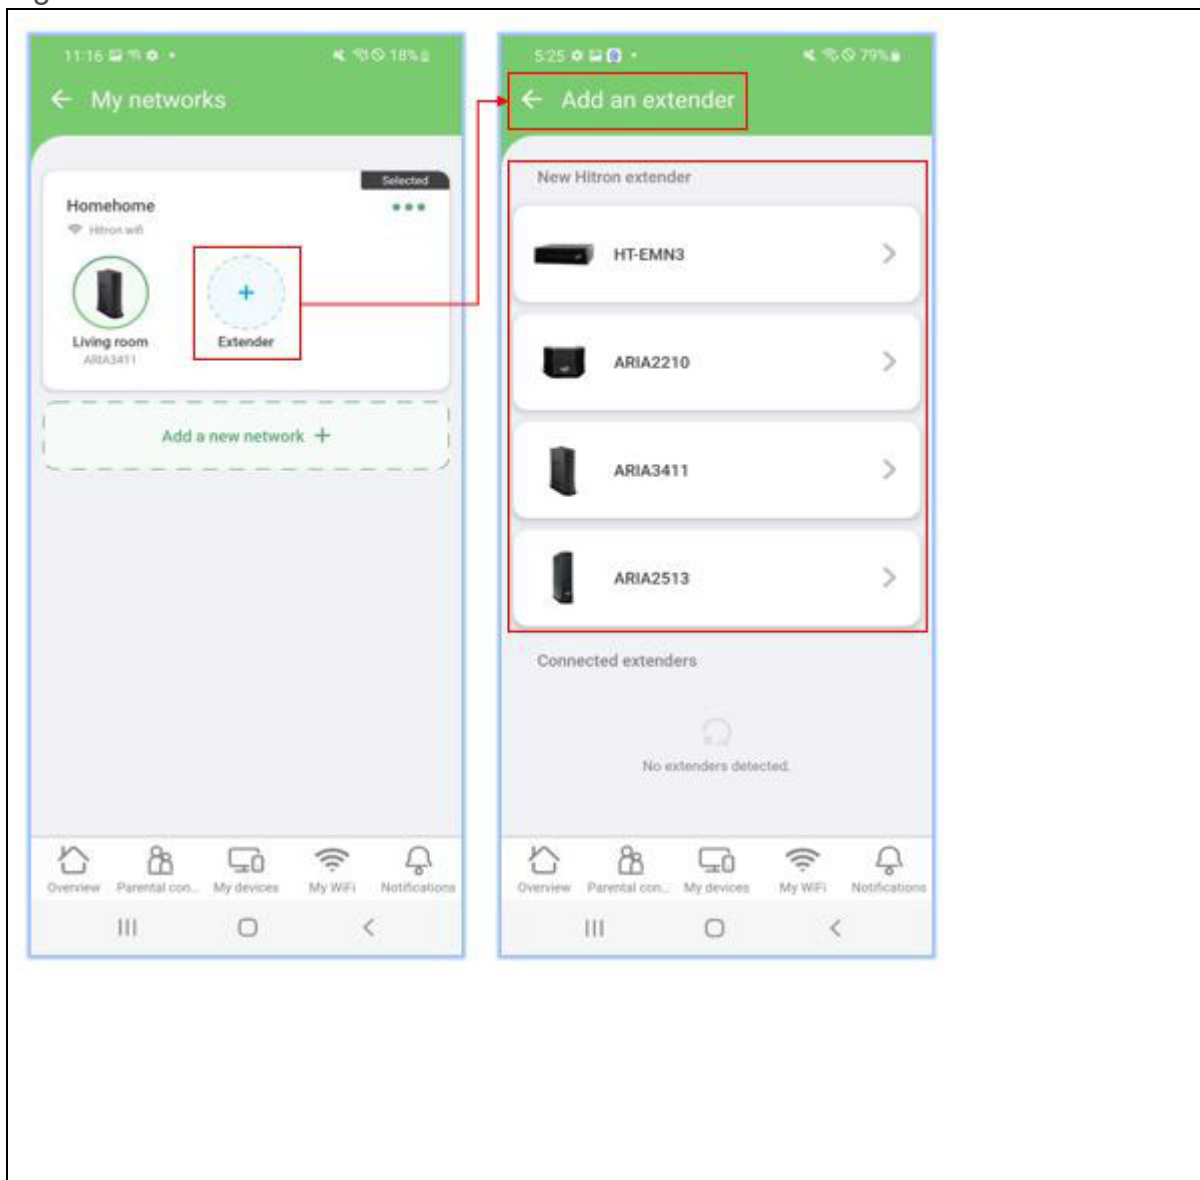 11:16
18%
My networks
Selected
Homehome
Hitron wifi
Living room
ARIA3411
+
Extender
Add a new network +
Overview
Parental con...
My devices
My WiFi
Notifications
5:25
79%
Add an extender
New Hitron extender
HT-EMN3
ARIA2210
ARIA3411
ARIA2513
Connected extenders
No extenders detected.
Overview
Parental con...
My devices
My WiFi
Notifications